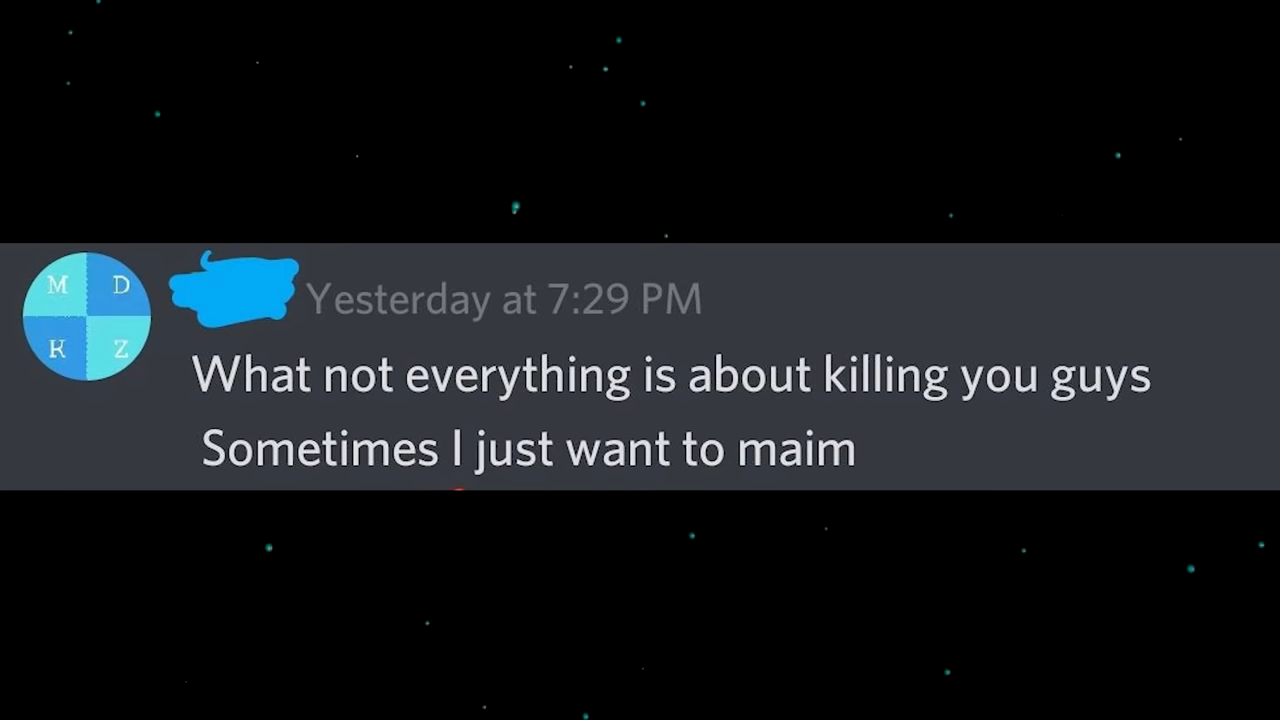 M D
K Z
Yesterday at 7:29 PM
What not everything is about killing you guys
Sometimes I just want to maim